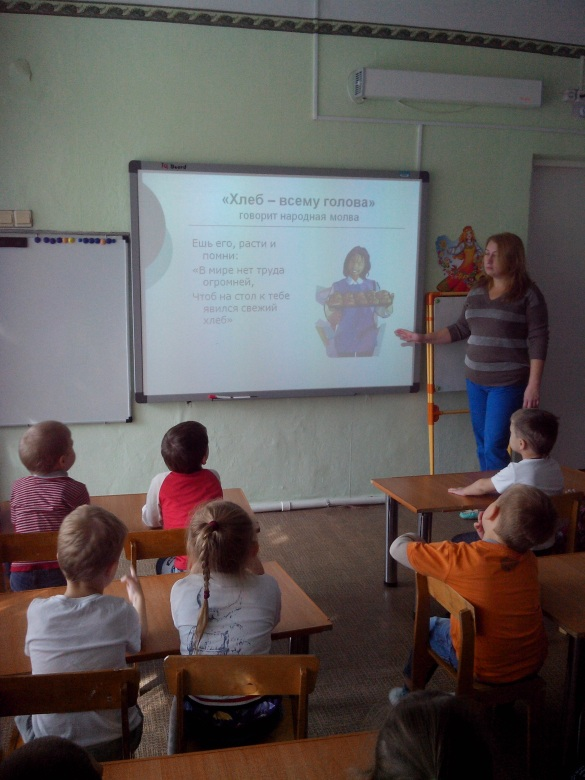 «Хлеб – всему голова»
говорит народная молва
Ешь его, расти и
помни:
«В мире нет труда
огромней,
Чтоб на стол к тебе
явился свежий
хлеб»